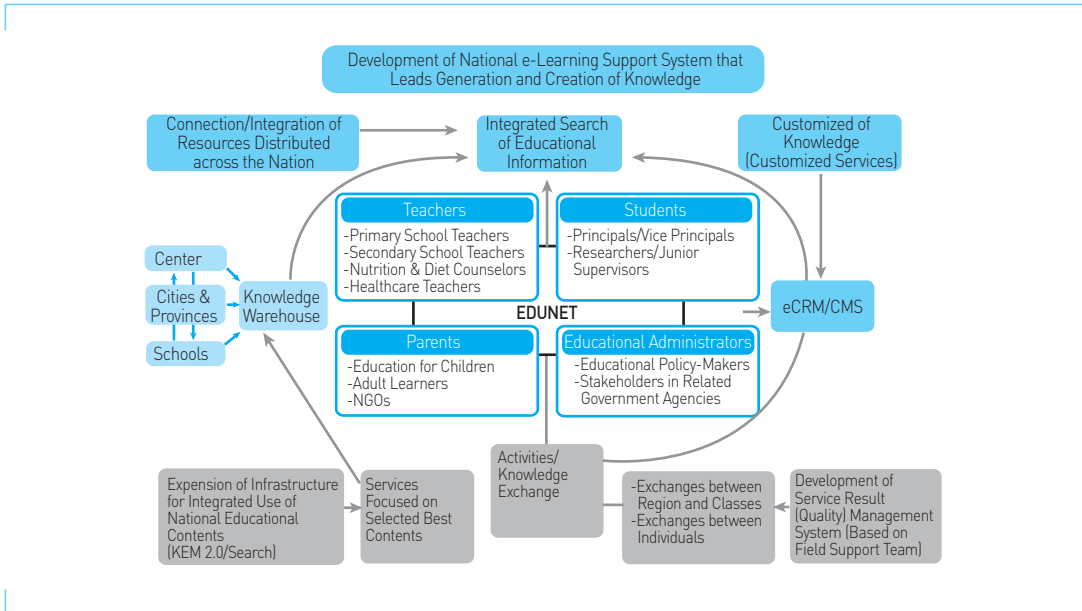 Development of National e-Learning Support System that
Leads Generation and Creation of Knowledge
Connection/Integration of
Resources Distributed
across the Nation
Integrated Search
of Educational
Information
Customized of
Knowledge
(Customized Services)
Teachers
-Primary School Teachers
-Secondary School Teachers
-Nutrition & Diet Counselors
-Healthcare Teachers
Students
-Principals/Vice Principals
-Researchers/Junior
Supervisors
Center
Cities &
Provinces
Schools
Knowledge
Warehouse
EDUNET
eCRM/CMS
Parents
-Education for Children
-Adult Learners
-NGOs
Educational Administrators
-Educational Policy-Makers
-Stakeholders in Related
Government Agencies
Expension of Infrastructure
for Integrated Use of
National Educational
Contents
(KEM 2.0/Search)
Services
Focused on
Selected Best
Contents
Activities/
Knowledge
Exchange
-Exchanges between
Region and Classes
-Exchanges between
Individuals
Development of
Service Result
(Quality) Management
System (Based on
Field Support Team)